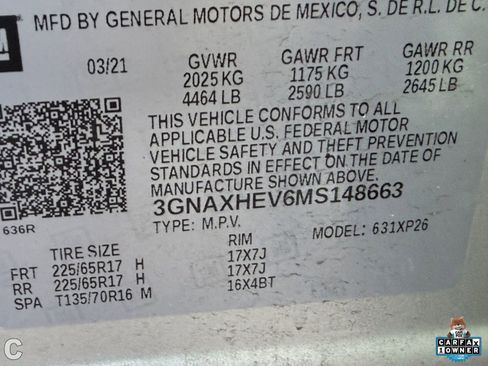 GM
MFD BY GENERAL MOTORS DE MEXICO, S. DE R.L. DE C.
03/21 GVWR GAWR FRT GAWR RR
2025 KG 1175 KG 1200 KG
4464 LB 2590 LB 2645 LB
THIS VEHICLE CONFORMS TO ALL
APPLICABLE U.S. FEDERAL MOTOR
VEHICLE SAFETY AND THEFT PREVENTION
STANDARDS IN EFFECT ON THE DATE OF
MANUFACTURE SHOWN ABOVE.
3GNAXHEV6MS148663
636R TYPE: M.P.V. MODEL: 631XP26
TIRE SIZE RIM
FRT 225/65R17 H 17X7J
RR 225/65R17 H 17X7J
SPA T135/70R16 M 16X4BT
C
CARFAX
1 OWNER